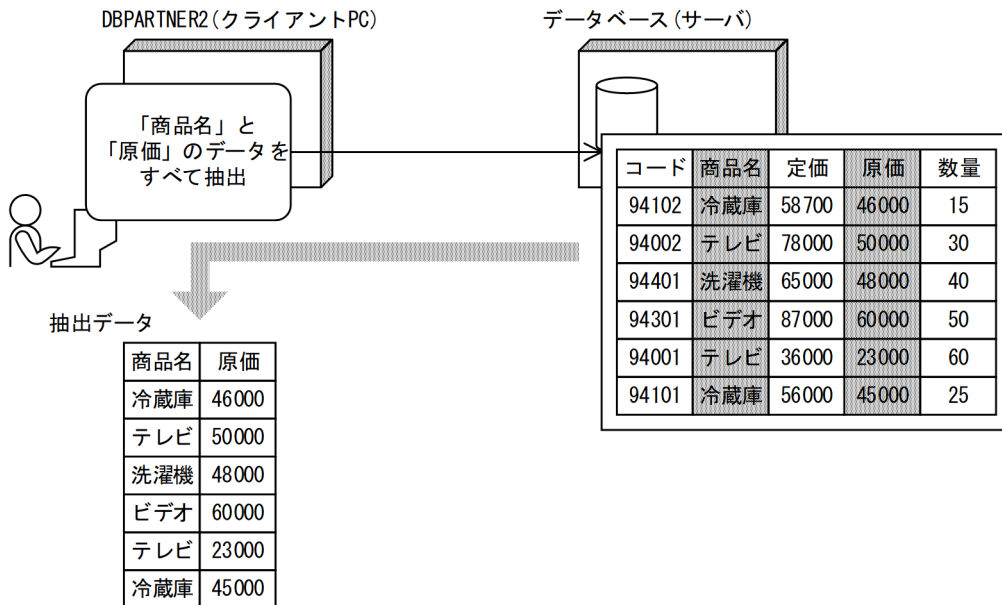 DBPARTNER2(クライアントPC)
データベース(サーバ)
「商品名」と
「原価」のデータを
すべて抽出
コード 商品名 定価 原価 数量
94102 冷蔵庫 58700 46000 15
94002 テレビ 78000 50000 30
94401 洗濯機 65000 48000 40
94301 ビデオ 87000 60000 50
94001 テレビ 36000 23000 60
94101 冷蔵庫 56000 45000 25
抽出データ
商品名 原価
冷蔵庫 46000
テレビ 50000
洗濯機 48000
ビデオ 60000
テレビ 23000
冷蔵庫 45000